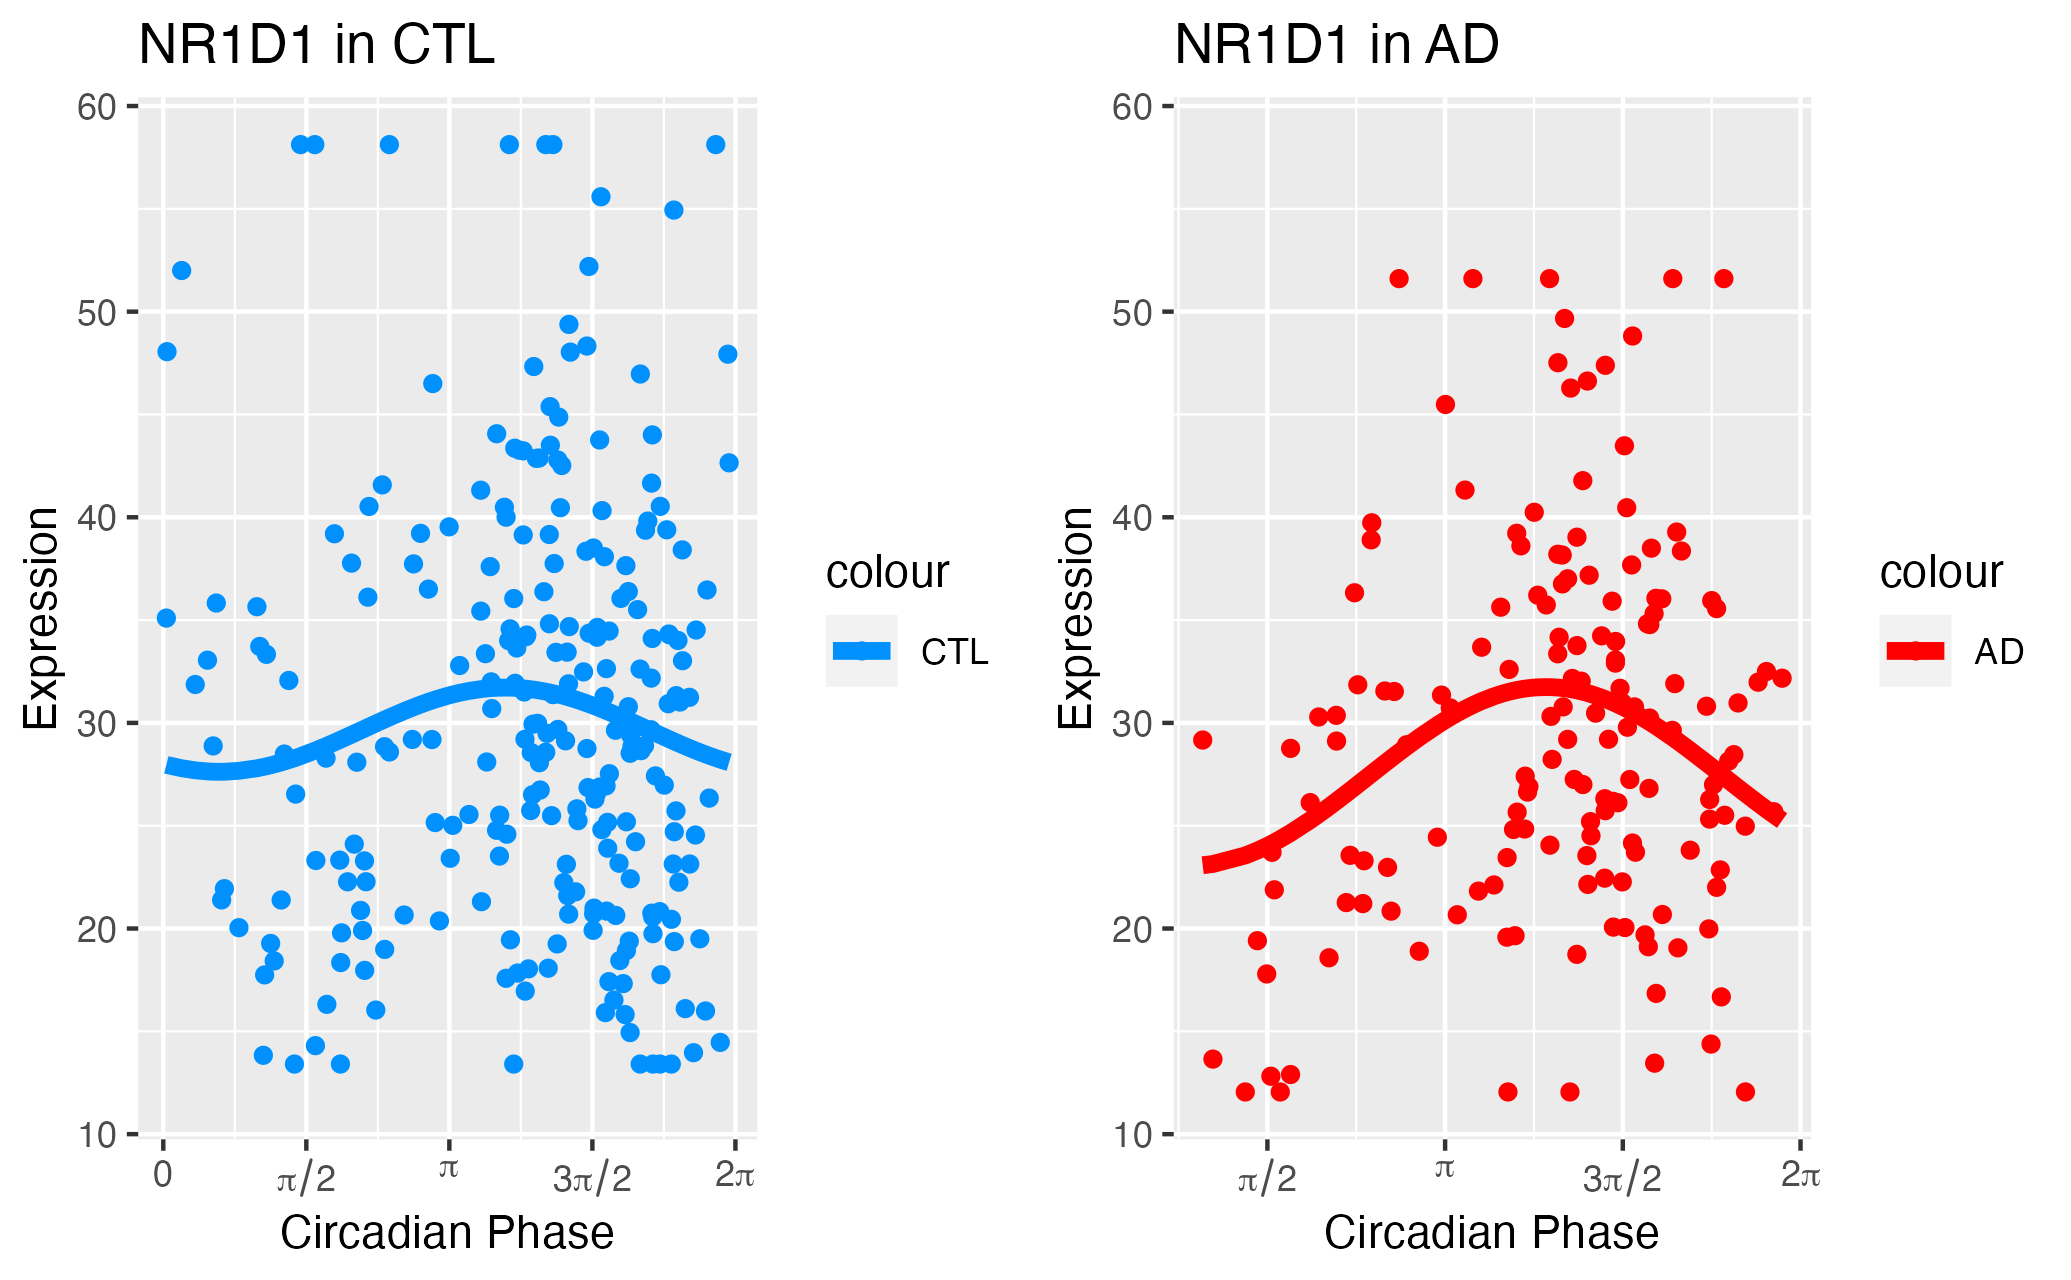 NR1D1 in CTL
60
50
40
30
20
10
Expression
0
π/2
π
3π/2
2π
Circadian Phase
colour
CTL
NR1D1 in AD
60
50
40
30
20
10
Expression
π/2
π
3π/2
2π
Circadian Phase
colour
AD